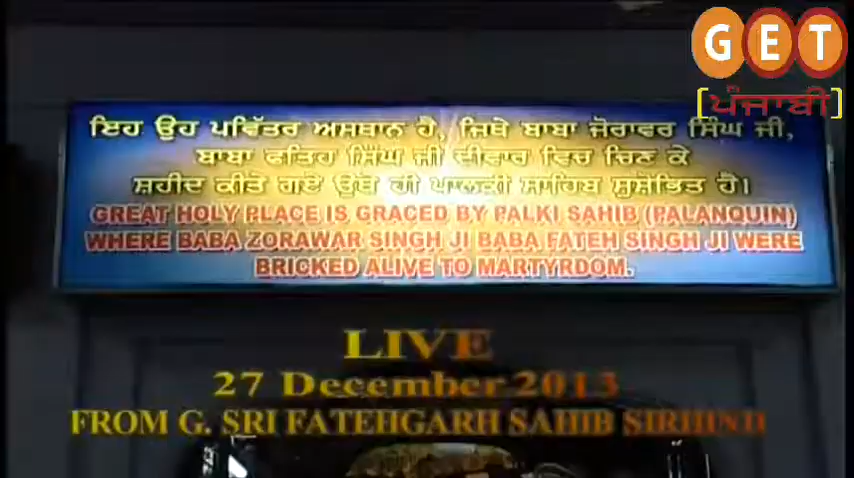 GET
[ਪੰਜਾਬੀ]
ਇਹ ਉਹ ਪਵਿੱਤਰ ਅਸਥਾਨ ਹੈ, ਜਿਥੇ ਬਾਬਾ ਜੋਰਾਵਰ ਸਿੰਘ ਜੀ,
ਬਾਬਾ ਫਤਿਹ ਸਿੰਘ ਜੀ ਦੀਵਾਰ ਵਿਚ ਚਿਣ ਕੇ
ਸ਼ਹੀਦ ਕੀਤੇ ਗਏ ਉਥੇ ਹੀ ਪਾਲਕੀ ਸਾਹਿਬ ਸੁਸ਼ੋਭਿਤ ਹੈ।
GREAT HOLY PLACE IS GRACED BY PALKI SAHIB (PALANQUIN)
WHERE BABA ZORAWAR SINGH JI BABA FATEH SINGH JI WERE
BRICKED ALIVE TO MARTYRDOM.
LIVE
27 December 2013
FROM G. SRI FATEHGARH SAHIB SIRHIND